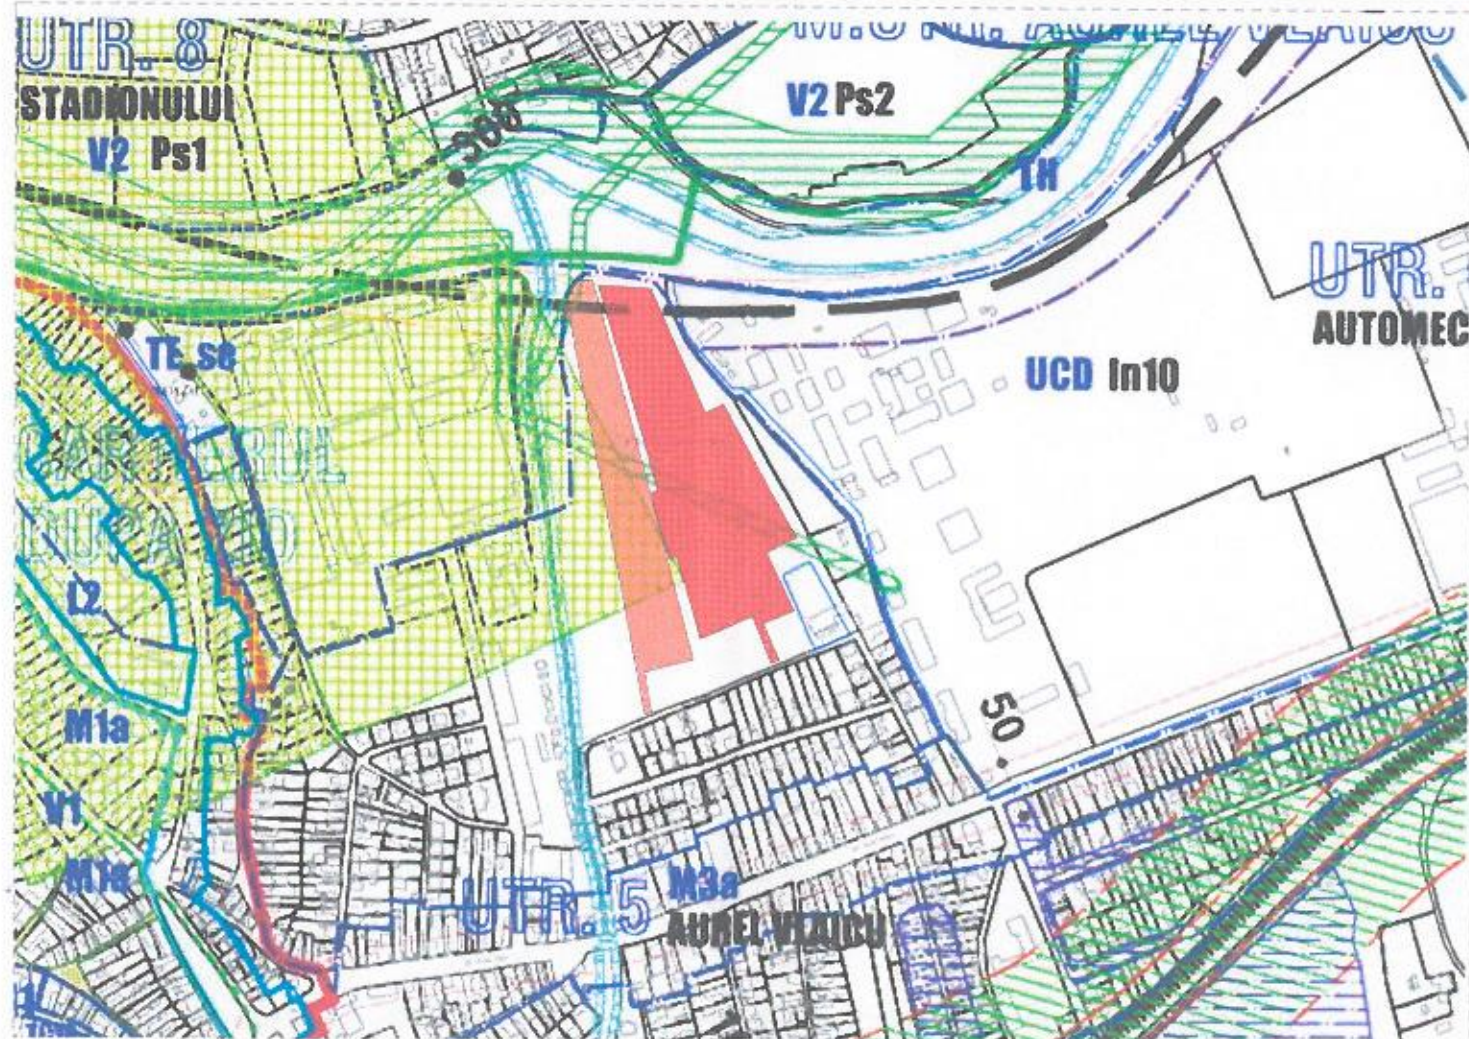 UTR. 8
STADIONULUI
V2 Ps1
300
V2 Ps2
TH
UTR.
AUTOMEC
UCD In10
TE se
L2
M1a
V1
M1a
50
UTR. 5
M3a
AUREL VLAICU